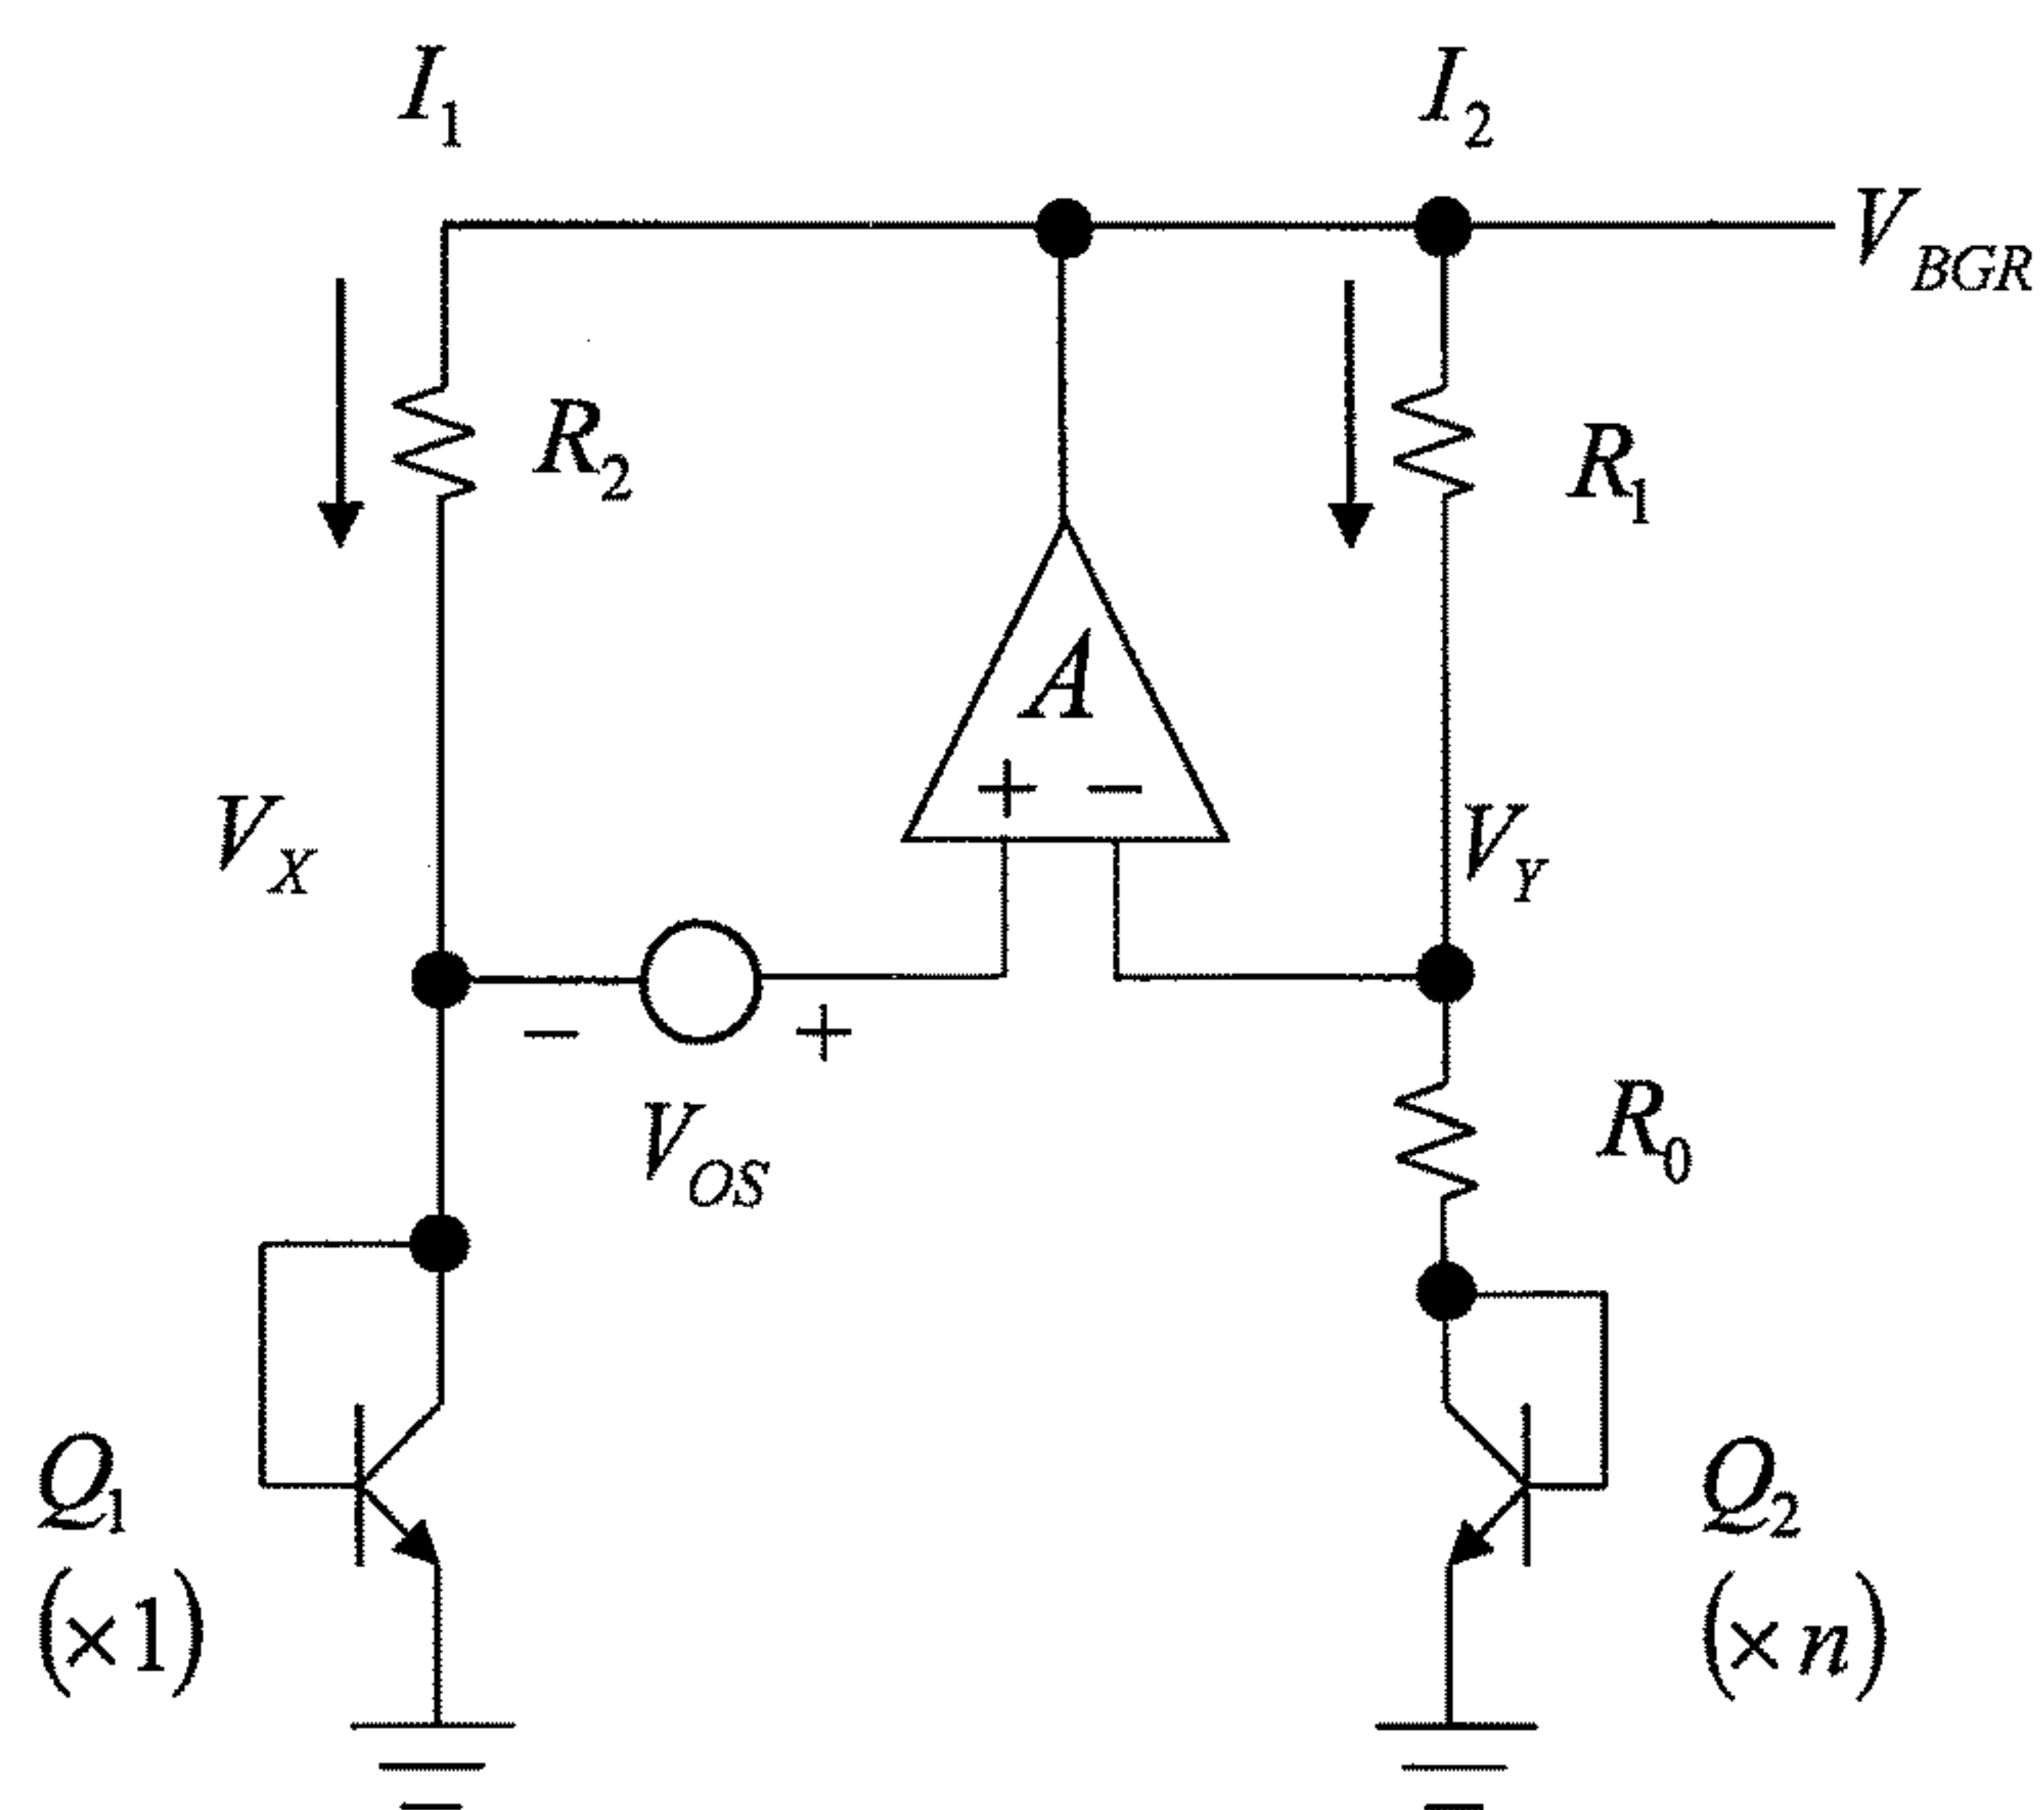 I1
I2
VBGR
R2
R1
A
+ −
VX
VY
− +
VOS
R0
Q1
(×1)
Q2
(×n)